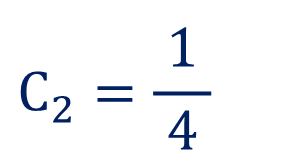 C₂ = 1/4